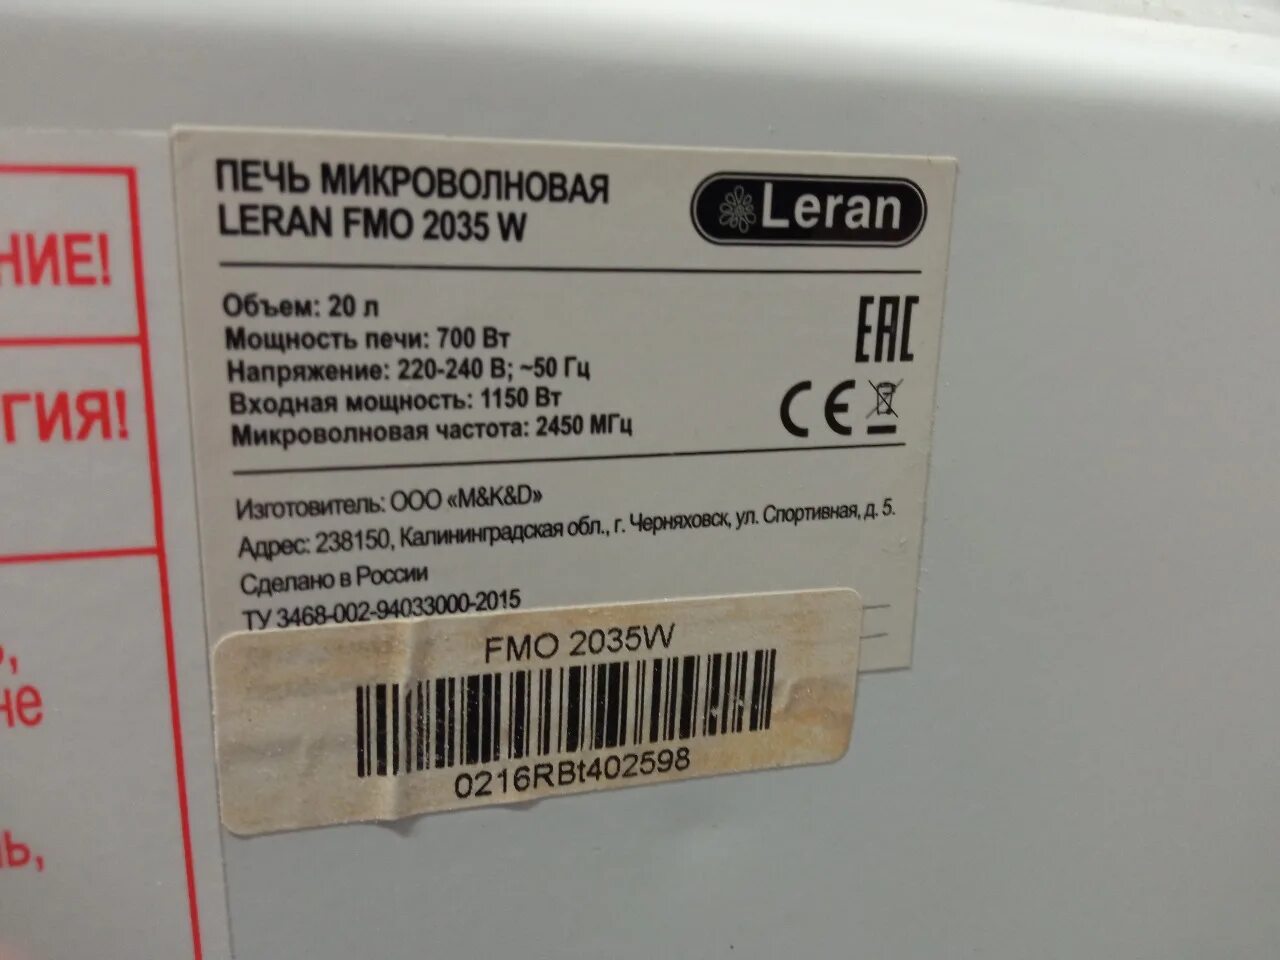 ПЕЧЬ МИКРОВОЛНОВАЯ
LERAN FMO 2035 W
Leran
Объем: 20 л
Мощность печи: 700 Вт
Напряжение: 220-240 В; ~50 Гц
Входная мощность: 1150 Вт
Микроволновая частота: 2450 МГц
EAC
CE
Изготовитель: ООО «M&K&D»
Адрес: 238150, Калининградская обл., г. Черняховск, ул. Спортивная, д. 5.
Сделано в России
ТУ 3468-002-94033000-2015
FMO 2035W
0216RBt402598
не